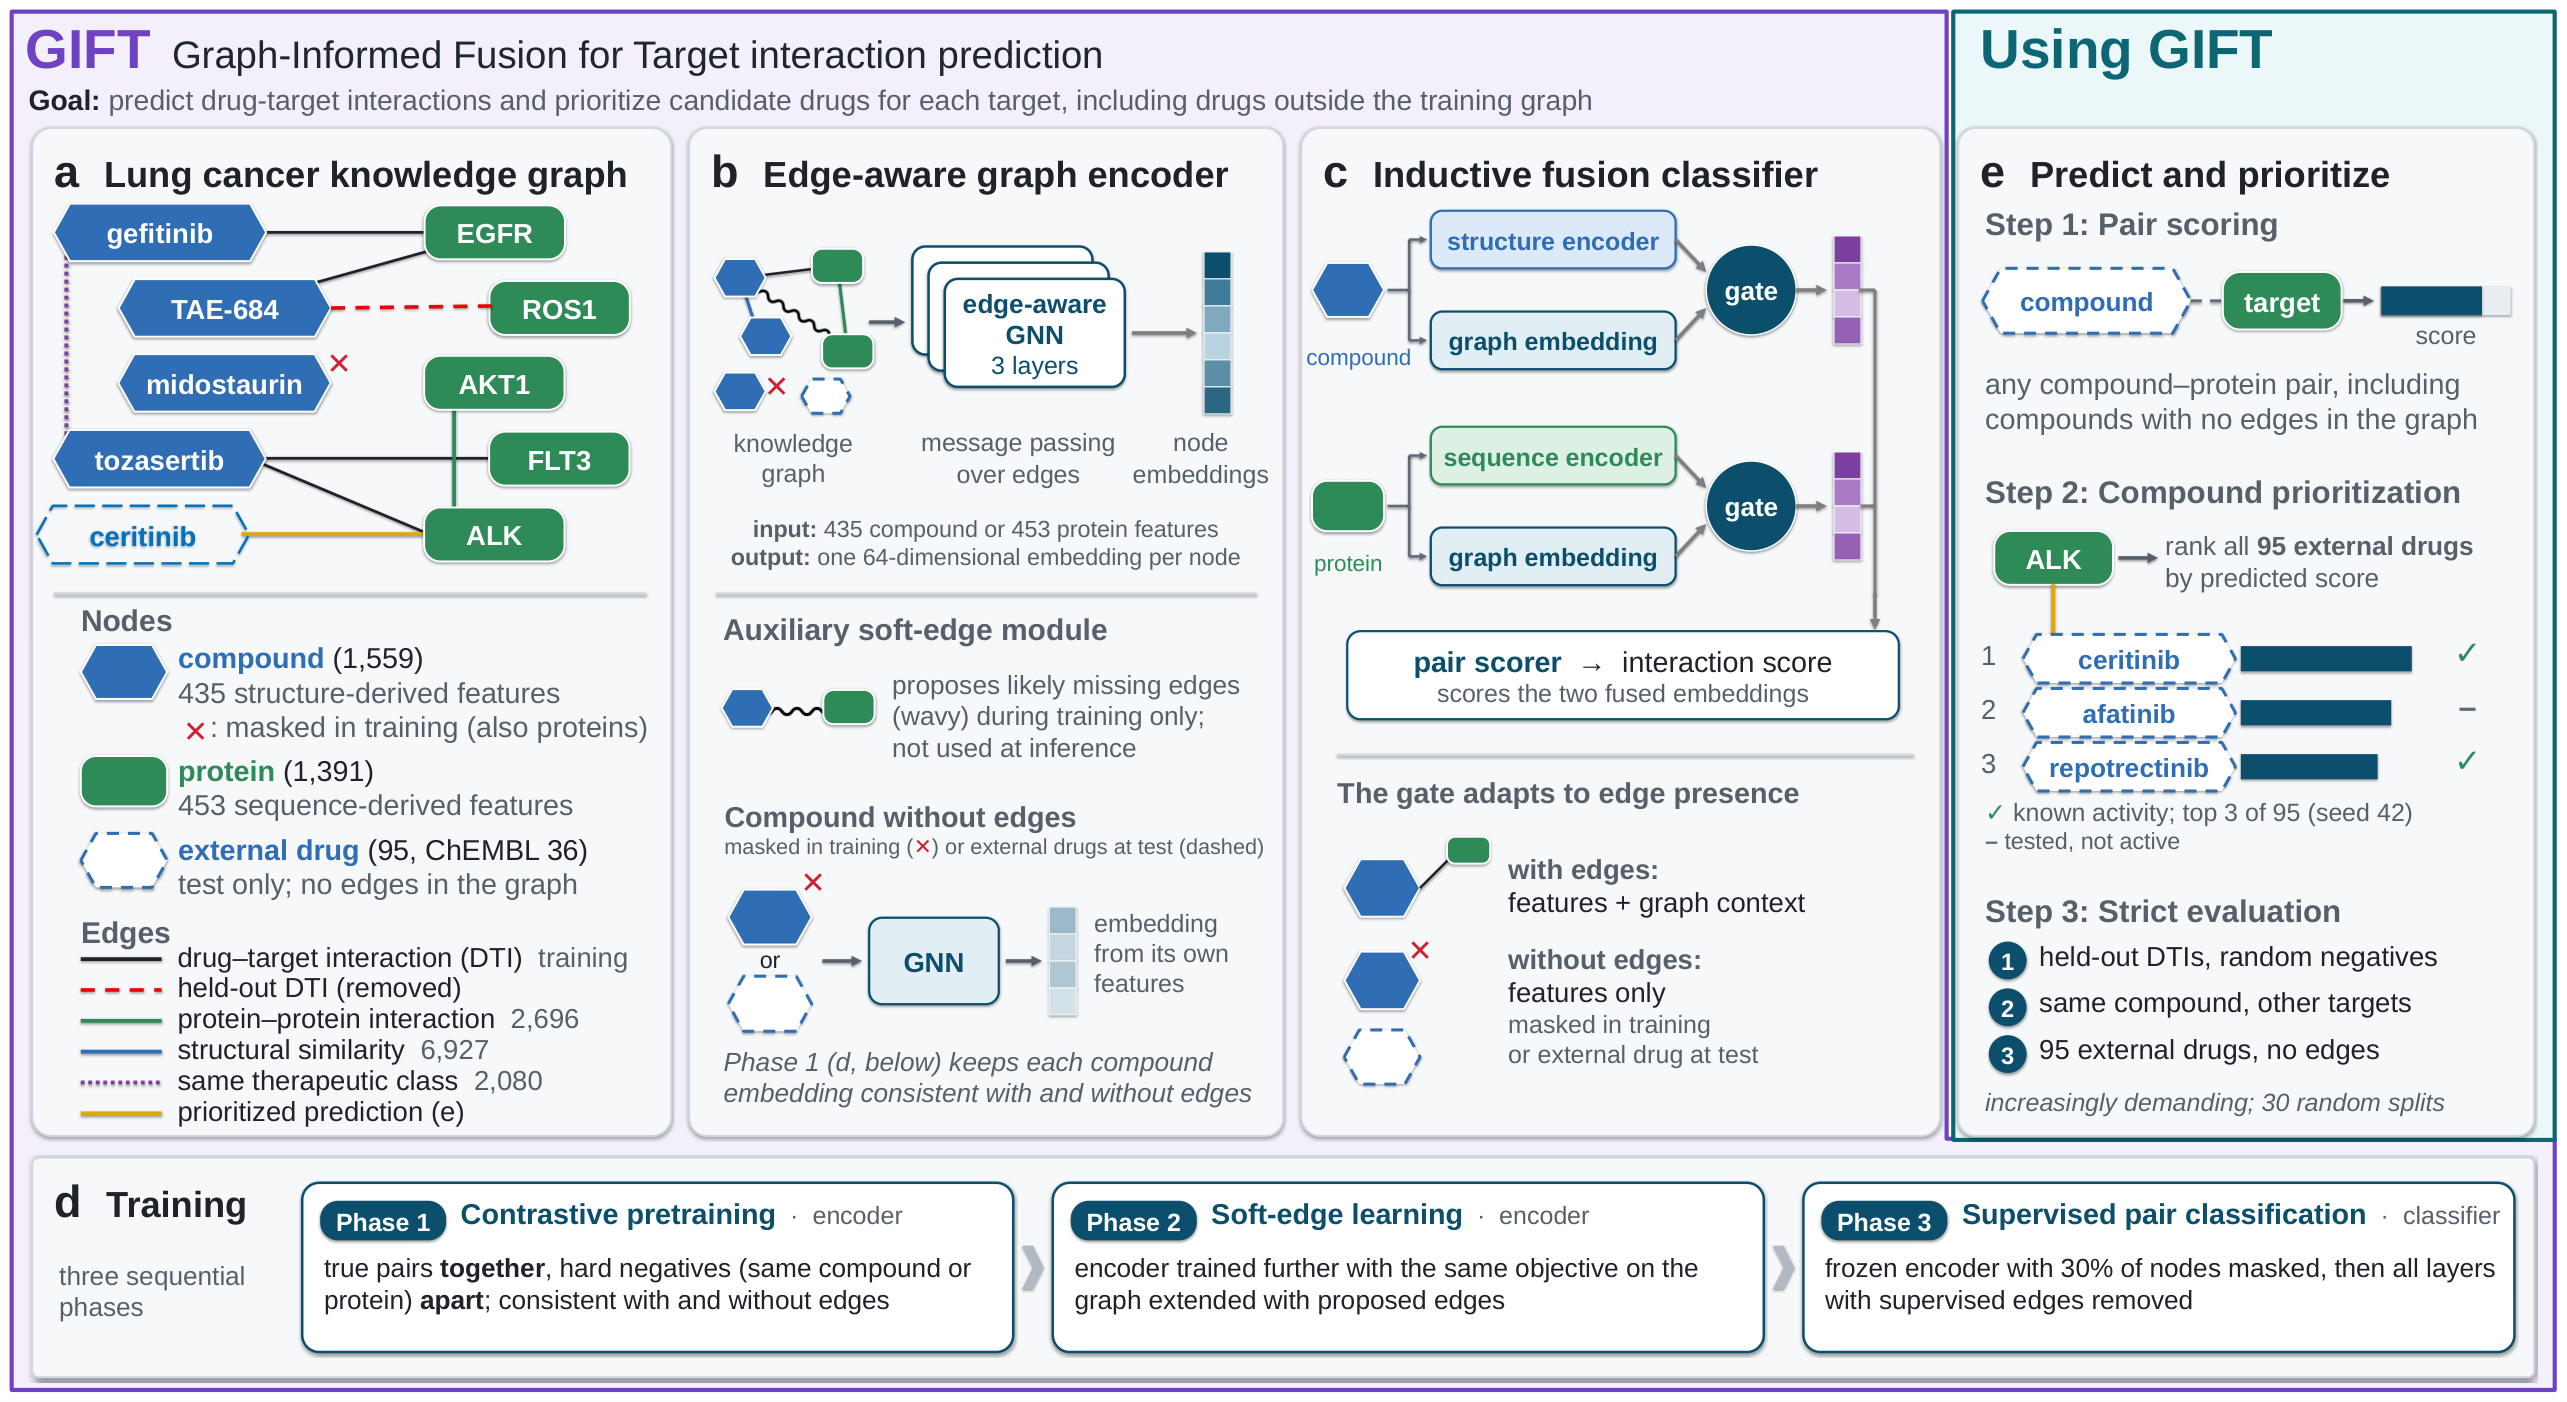 GIFT Graph-Informed Fusion for Target interaction prediction
Goal: predict drug-target interactions and prioritize candidate drugs for each target, including drugs outside the training graph
Using GIFT
a Lung cancer knowledge graph
gefitinib
EGFR
TAE-684
ROS1
midostaurin ✕
AKT1
tozasertib
FLT3
ceritinib
ALK
Nodes
compound (1,559)
435 structure-derived features
✕: masked in training (also proteins)
protein (1,391)
453 sequence-derived features
external drug (95, ChEMBL 36)
test only; no edges in the graph
Edges
drug–target interaction (DTI) training
held-out DTI (removed)
protein–protein interaction 2,696
structural similarity 6,927
same therapeutic class 2,080
prioritized prediction (e)
b Edge-aware graph encoder
edge-aware
GNN
3 layers
✕
knowledge
graph
message passing
over edges
node
embeddings
input: 435 compound or 453 protein features
output: one 64-dimensional embedding per node
Auxiliary soft-edge module
proposes likely missing edges
(wavy) during training only;
not used at inference
Compound without edges
masked in training (✕) or external drugs at test (dashed)
✕
or
GNN
embedding
from its own
features
Phase 1 (d, below) keeps each compound
embedding consistent with and without edges
c Inductive fusion classifier
structure encoder
gate
compound
graph embedding
sequence encoder
gate
protein
graph embedding
pair scorer → interaction score
scores the two fused embeddings
The gate adapts to edge presence
with edges:
features + graph context
✕
without edges:
features only
masked in training
or external drug at test
e Predict and prioritize
Step 1: Pair scoring
compound
target
score
any compound–protein pair, including
compounds with no edges in the graph
Step 2: Compound prioritization
ALK
rank all 95 external drugs
by predicted score
1 ceritinib ✓
2 afatinib –
3 repotrectinib ✓
✓ known activity; top 3 of 95 (seed 42)
– tested, not active
Step 3: Strict evaluation
1 held-out DTIs, random negatives
2 same compound, other targets
3 95 external drugs, no edges
increasingly demanding; 30 random splits
d Training
three sequential
phases
Phase 1 Contrastive pretraining · encoder
true pairs together, hard negatives (same compound or
protein) apart; consistent with and without edges
Phase 2 Soft-edge learning · encoder
encoder trained further with the same objective on the
graph extended with proposed edges
Phase 3 Supervised pair classification · classifier
frozen encoder with 30% of nodes masked, then all layers
with supervised edges removed